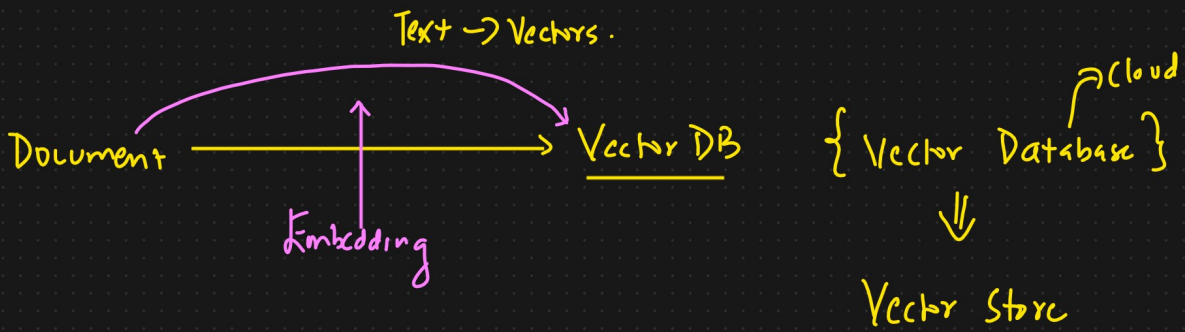 Text -> Vectors.
Cloud
Document
Vector DB
{ Vector Database }
Embedding
Vector Store